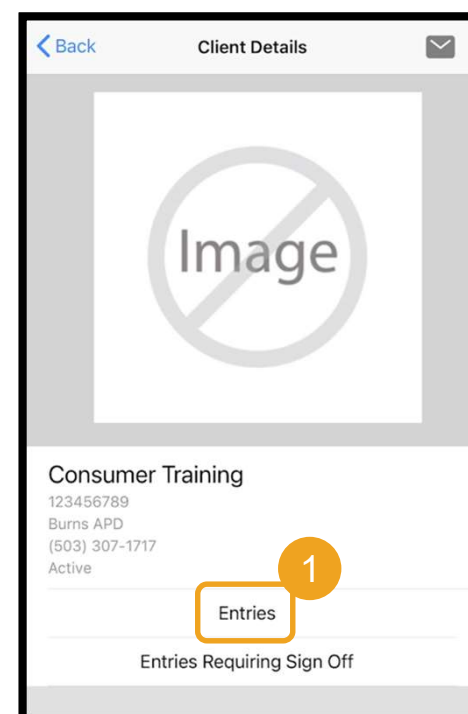 Back Client Details
Image
Consumer Training
123456789
Burns APD
(503) 307-1717
Active
1
Entries
Entries Requiring Sign Off